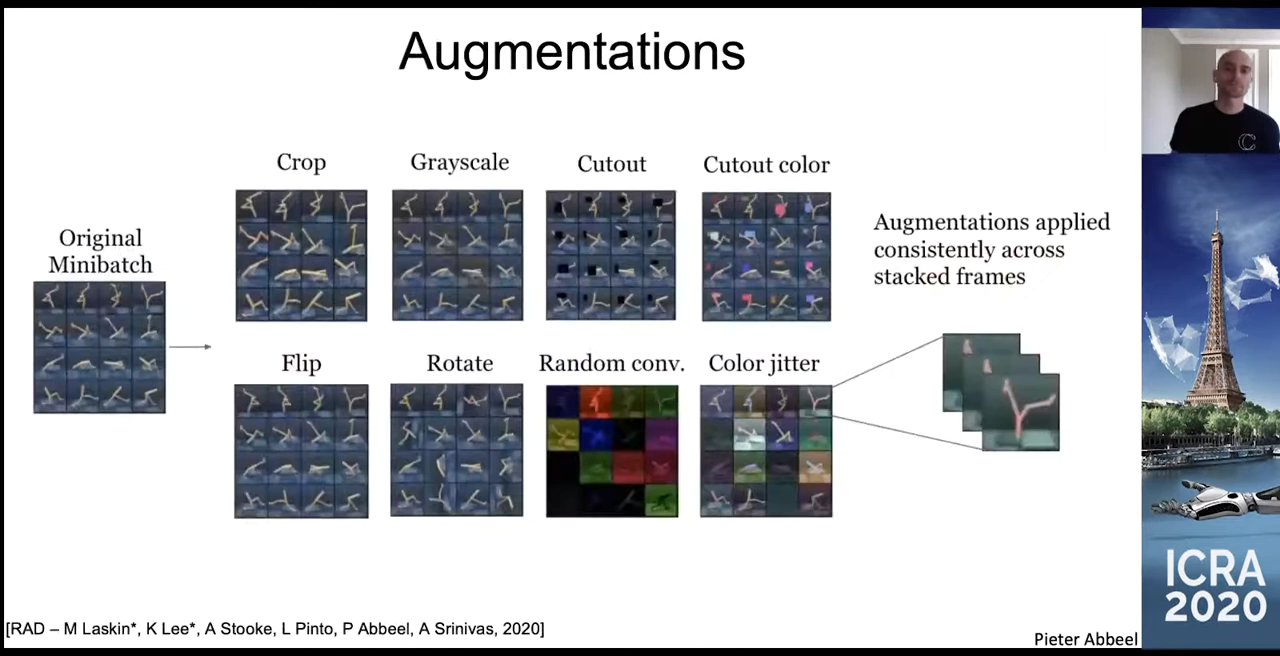 Augmentations
Original
Minibatch
Crop
Grayscale
Cutout
Cutout color
Flip
Rotate
Random conv.
Color jitter
Augmentations applied
consistently across
stacked frames
[RAD – M Laskin*, K Lee*, A Stooke, L Pinto, P Abbeel, A Srinivas, 2020]
Pieter Abbeel
C
ICRA
2020